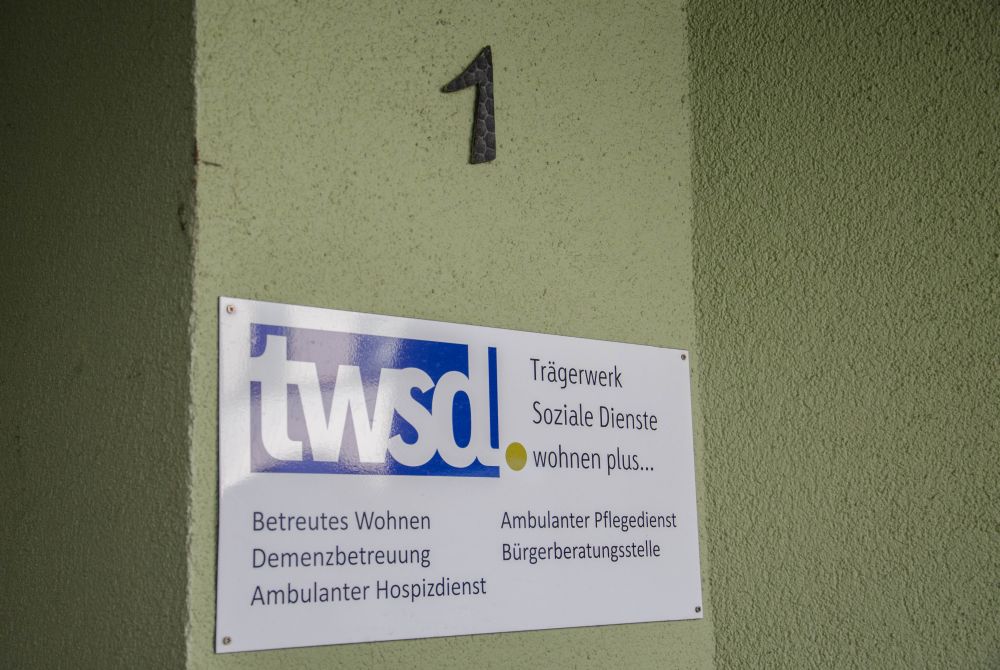 1
twsd.
Trägerwerk
Soziale Dienste
wohnen plus...
Betreutes Wohnen
Demenzbetreuung
Ambulanter Hospizdienst
Ambulanter Pflegedienst
Bürgerberatungsstelle